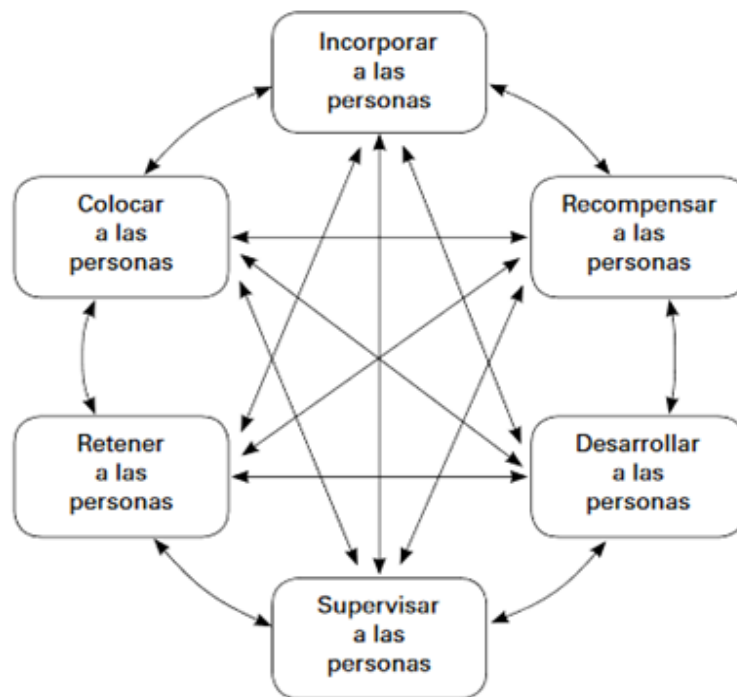 Incorporar
a las
personas
Colocar
a las
personas
Recompensar
a las
personas
Retener
a las
personas
Desarrollar
a las
personas
Supervisar
a las
personas